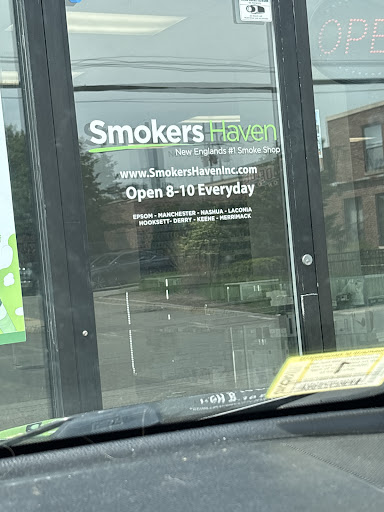 OPE
Smokers Haven
New Englands #1 Smoke Shop
www.SmokersHavenInc.com
Open 8-10 Everyday
EPSOM - MANCHESTER - NASHUA - LACONIA
HOOKSETT- DERRY - KEENE - MERRIMACK